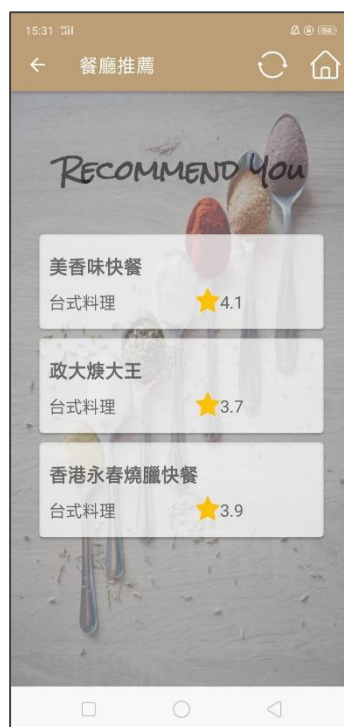 15:31
94
餐廳推薦
RECOMMEND YOU
美香味快餐
台式料理
4.1
政大焿大王
台式料理
3.7
香港永春燒臘快餐
台式料理
3.9